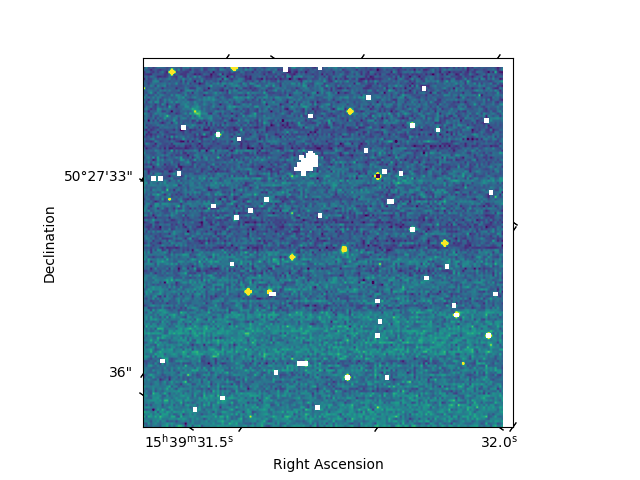 50°27'33"
Declination
36"
15ʰ39ᵐ31.5ˢ
32.0ˢ
Right Ascension